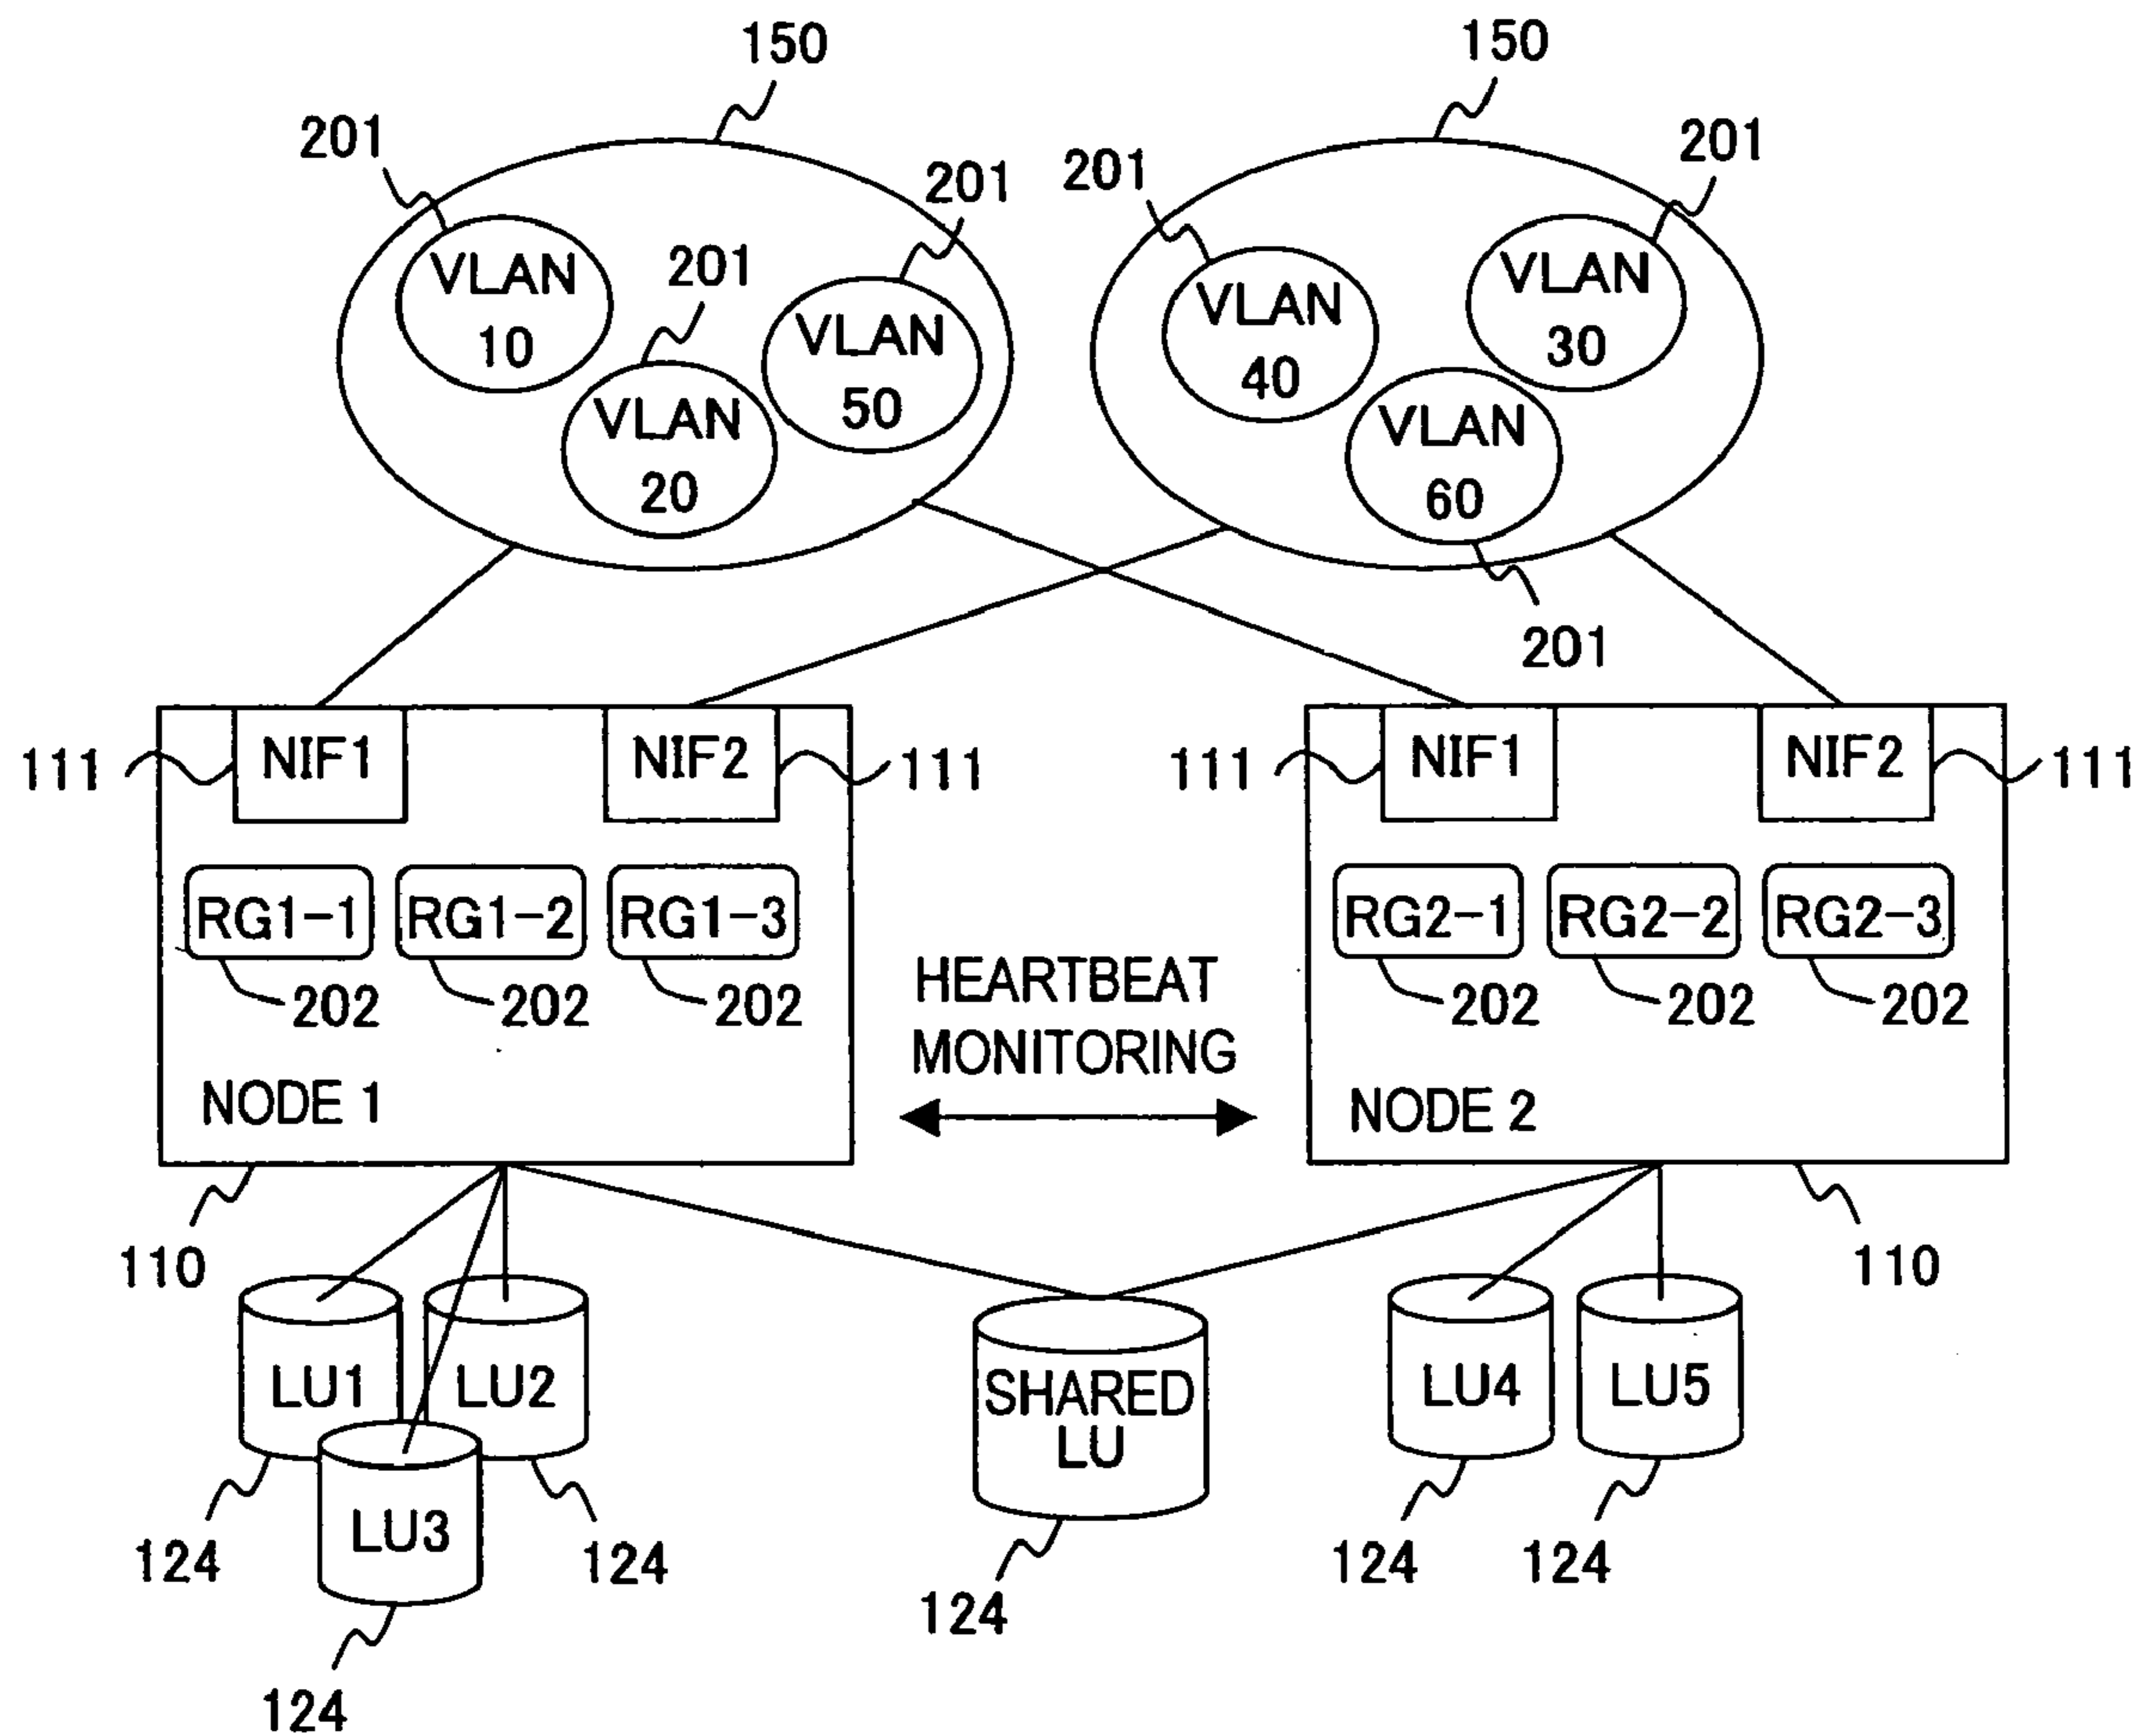 150
150
201
201
201
201
201
VLAN
10
VLAN
20
VLAN
50
VLAN
40
VLAN
30
VLAN
60
201
111
NIF1
NIF2
111
111
NIF1
NIF2
111
RG1-1
RG1-2
RG1-3
202
202
202
NODE 1
HEARTBEAT
MONITORING
RG2-1
RG2-2
RG2-3
202
202
202
NODE 2
110
110
LU1
LU2
LU3
SHARED
LU
LU4
LU5
124
124
124
124
124
124